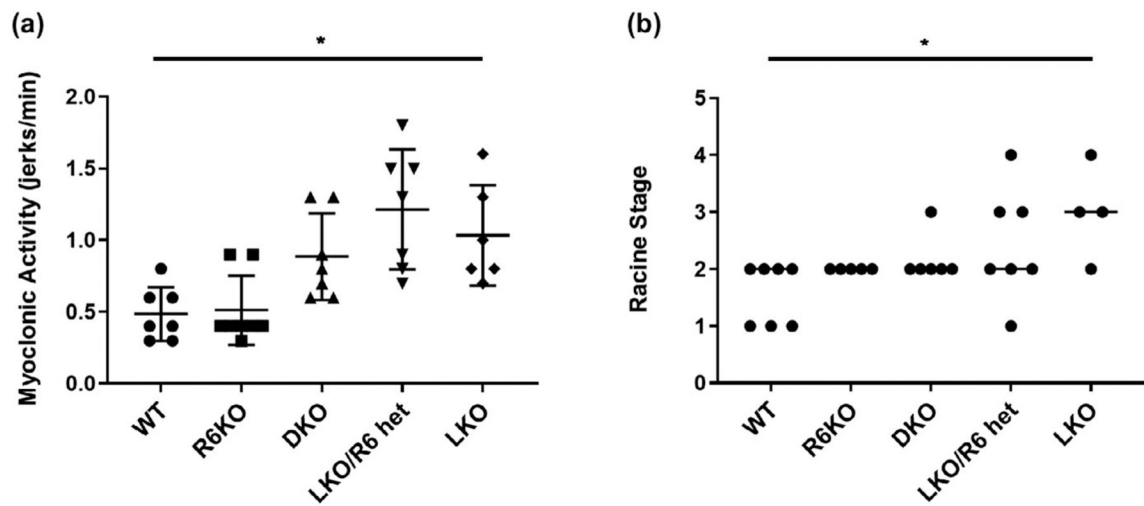 (a)
*
Myoclonic Activity (jerks/min)
2.0
1.5
1.0
0.5
0.0
WT
R6KO
DKO
LKO/R6 het
LKO
(b)
*
Racine Stage
5
4
3
2
1
0
WT
R6KO
DKO
LKO/R6 het
LKO